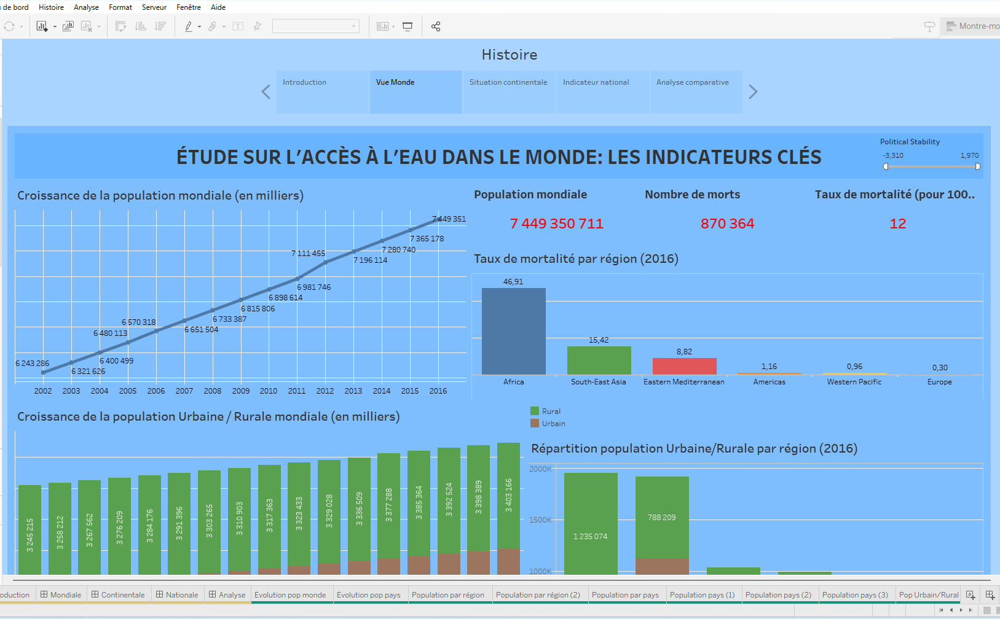 de bord Histoire Analyse Format Serveur Fenêtre Aide
Montre-mo
Histoire
Introduction
Vue Monde
Situation continentale
Indicateur national
Analyse comparative
ÉTUDE SUR L'ACCÈS À L'EAU DANS LE MONDE: LES INDICATEURS CLÉS
Political Stability
-3,310 1,970
Croissance de la population mondiale (en milliers)
7 449 351
7 365 178
7 280 740
7 196 114
7 111 455
6 981 746
6 898 614
6 815 806
6 733 387
6 651 504
6 570 318
6 480 113
6 400 499
6 321 626
6 243 286
2002 2003 2004 2005 2006 2007 2008 2009 2010 2011 2012 2013 2014 2015 2016
Population mondiale
7 449 350 711
Nombre de morts
870 364
Taux de mortalité (pour 100..
12
Taux de mortalité par région (2016)
46,91
15,42
8,82
1,16
0,96
0,30
Africa South-East Asia Eastern Mediterranean Americas Western Pacific Europe
Croissance de la population Urbaine / Rurale mondiale (en milliers)
3 245 215
3 258 212
3 267 562
3 276 209
3 284 176
3 291 396
3 303 265
3 310 903
3 317 363
3 323 433
3 329 028
3 336 509
3 377 288
3 385 364
3 392 524
3 398 389
3 403 166
Rural
Urbain
Répartition population Urbaine/Rurale par région (2016)
2000K
1500K
1000K
1 235 074
788 209
oduction Mondiale Continentale Nationale Analyse Evolution pop monde Evolution pop pays Population par région Population par région (2) Population par pays Population pays (1) Population pays (2) Population pays (3) Pop Urbain/Rural